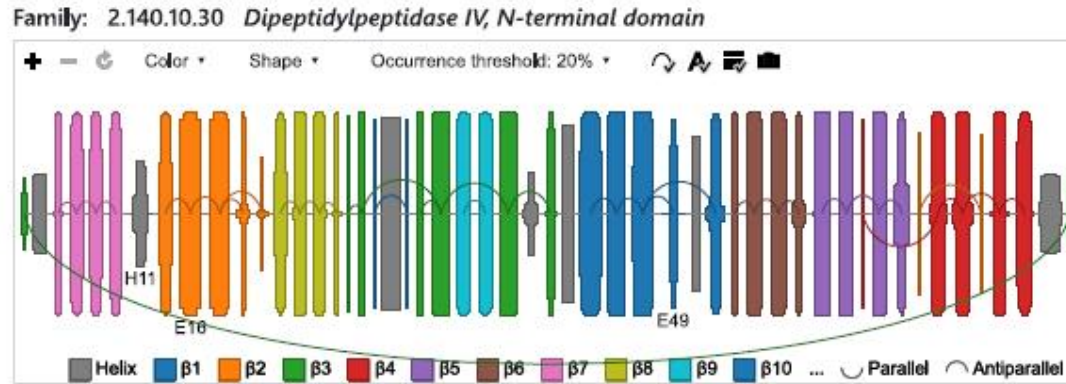 Family: 2.140.10.30 Dipeptidylpeptidase IV, N-terminal domain
Color Shape Occurrence threshold: 20% A
H11
E16
E49
Helix β1 β2 β3 β4 β5 β6 β7 β8 β9 β10 ... Parallel Antiparallel